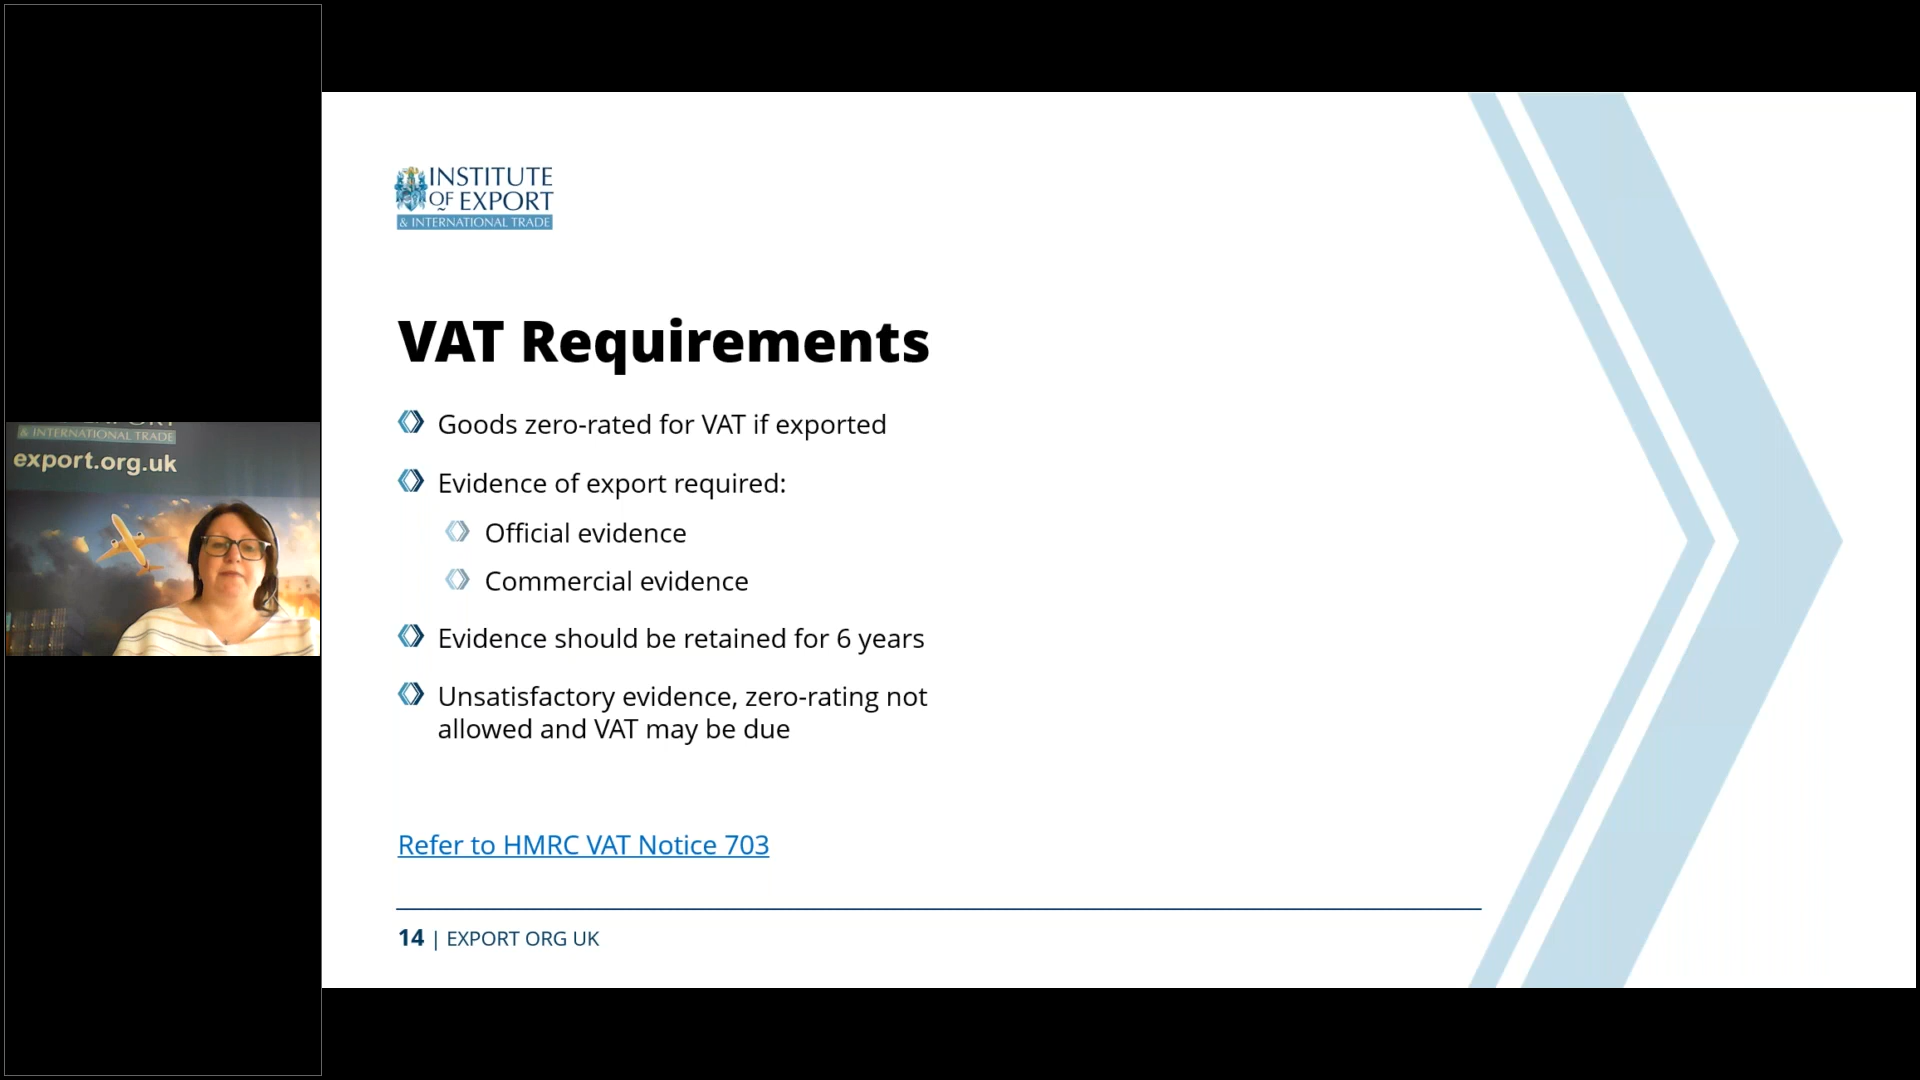 & INTERNATIONAL TRADE
export.org.uk
INSTITUTE
OF EXPORT
& INTERNATIONAL TRADE
VAT Requirements
Goods zero-rated for VAT if exported
Evidence of export required:
Official evidence
Commercial evidence
Evidence should be retained for 6 years
Unsatisfactory evidence, zero-rating not
allowed and VAT may be due
Refer to HMRC VAT Notice 703
14 | EXPORT ORG UK